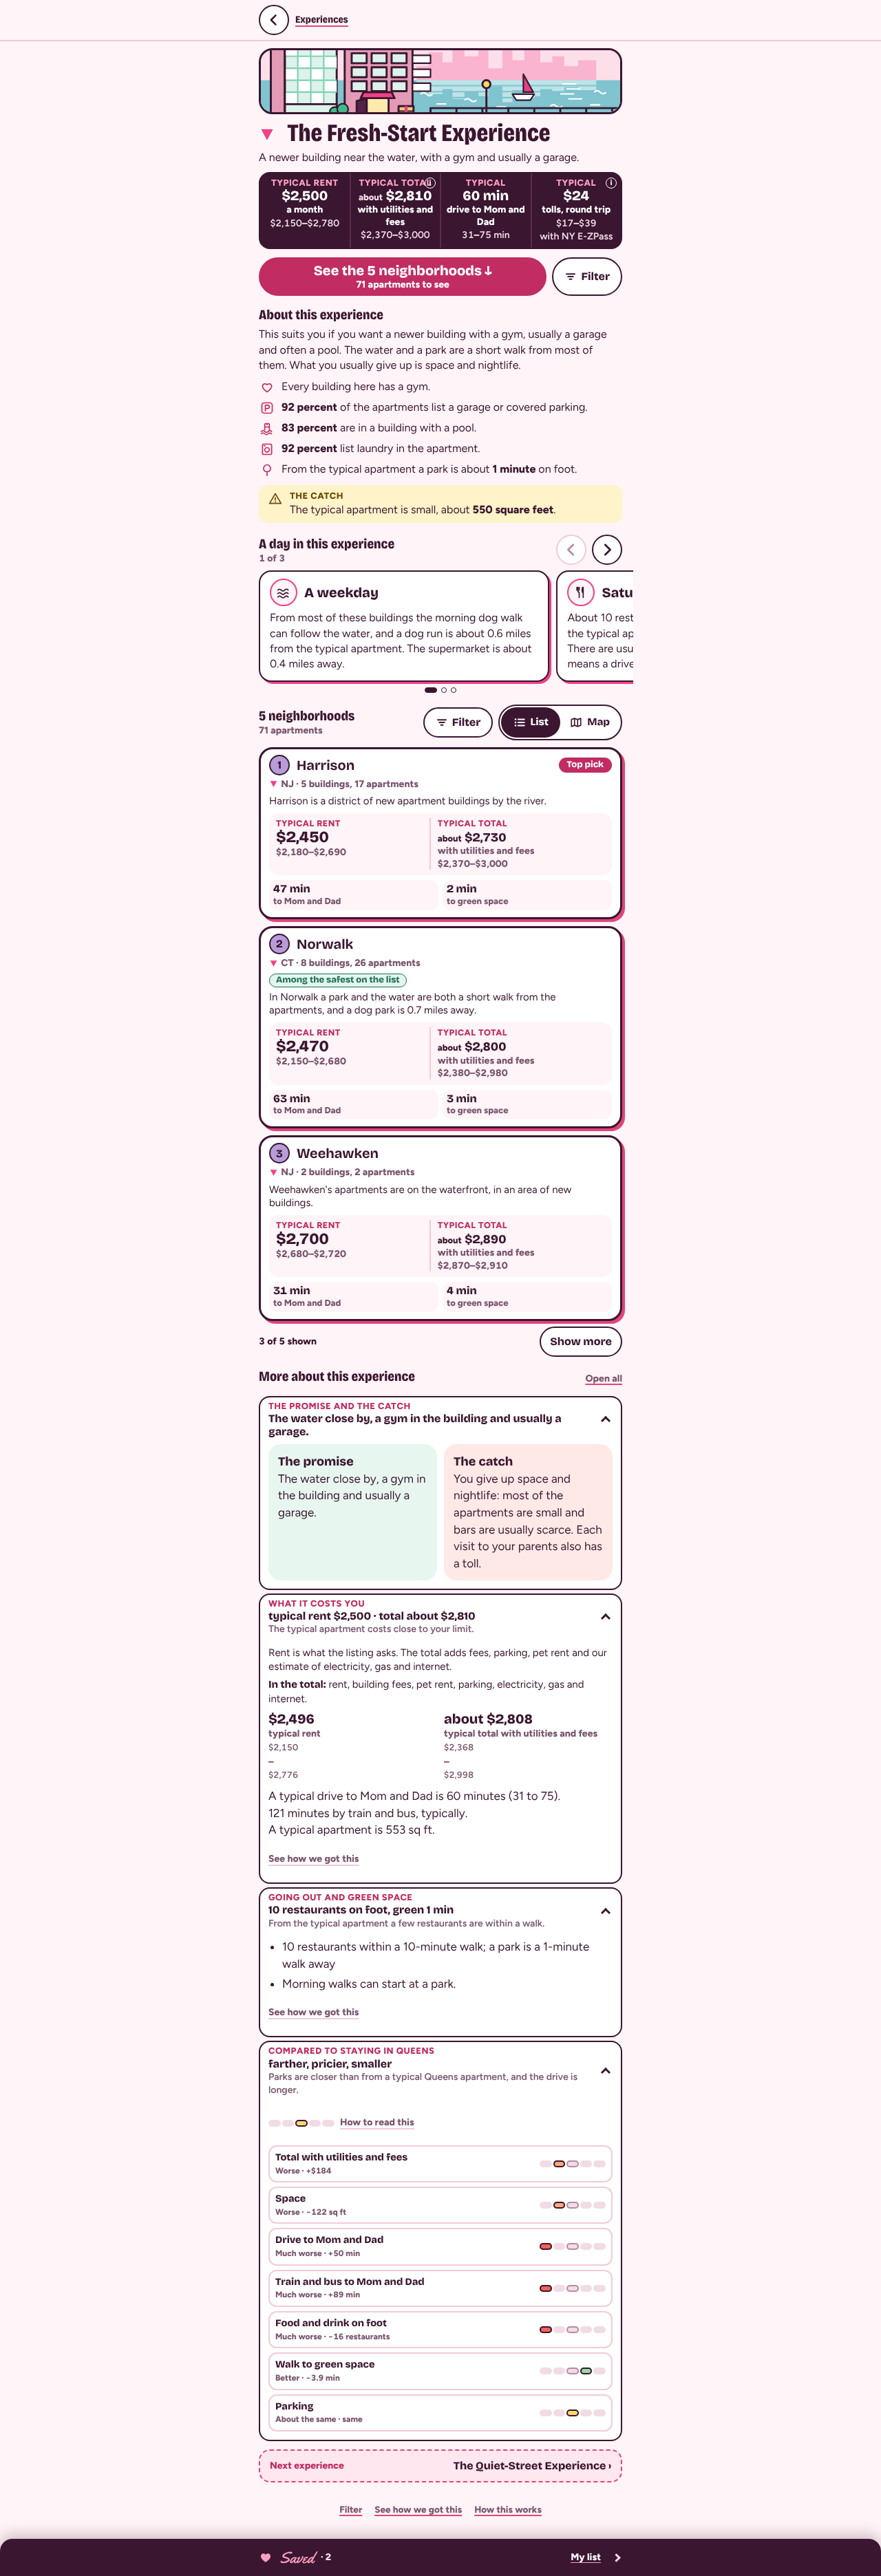 Experiences
The Fresh-Start Experience
A newer building near the water, with a gym and usually a garage.
TYPICAL RENT
$2,500
a month
$2,150–$2,780
TYPICAL TOTAL
about $2,810
with utilities and
fees
$2,370–$3,000
TYPICAL
60 min
drive to Mom and
Dad
31–75 min
TYPICAL
$24
tolls, round trip
$17–$39
with NY E-ZPass
See the 5 neighborhoods ↓
71 apartments to see
Filter
About this experience
This suits you if you want a newer building with a gym, usually a garage
and often a pool. The water and a park are a short walk from most of
them. What you usually give up is space and nightlife.
Every building here has a gym.
92 percent of the apartments list a garage or covered parking.
83 percent are in a building with a pool.
92 percent list laundry in the apartment.
From the typical apartment a park is about 1 minute on foot.
THE CATCH
The typical apartment is small, about 550 square feet.
A day in this experience
1 of 3
A weekday
From most of these buildings the morning dog walk
can follow the water, and a dog run is about 0.6 miles
from the typical apartment. The supermarket is about
0.4 miles away.
Satu
About 10 rest
the typical ap
There are usu
means a drive
5 neighborhoods
71 apartments
Filter
List
Map
1
Harrison
Top pick
NJ · 5 buildings, 17 apartments
Harrison is a district of new apartment buildings by the river.
TYPICAL RENT
$2,450
$2,180–$2,690
TYPICAL TOTAL
about $2,730
with utilities and fees
$2,370–$3,000
47 min
to Mom and Dad
2 min
to green space
2
Norwalk
CT · 8 buildings, 26 apartments
Among the safest on the list
In Norwalk a park and the water are both a short walk from the
apartments, and a dog park is 0.7 miles away.
TYPICAL RENT
$2,470
$2,150–$2,680
TYPICAL TOTAL
about $2,800
with utilities and fees
$2,380–$2,980
63 min
to Mom and Dad
3 min
to green space
3
Weehawken
NJ · 2 buildings, 2 apartments
Weehawken's apartments are on the waterfront, in an area of new
buildings.
TYPICAL RENT
$2,700
$2,680–$2,720
TYPICAL TOTAL
about $2,890
with utilities and fees
$2,870–$2,910
31 min
to Mom and Dad
4 min
to green space
3 of 5 shown
Show more
More about this experience
Open all
THE PROMISE AND THE CATCH
The water close by, a gym in the building and usually a
garage.
The promise
The water close by, a gym in
the building and usually a
garage.
The catch
You give up space and
nightlife: most of the
apartments are small and
bars are usually scarce. Each
visit to your parents also has
a toll.
WHAT IT COSTS YOU
typical rent $2,500 · total about $2,810
The typical apartment costs close to your limit.
Rent is what the listing asks. The total adds fees, parking, pet rent and our
estimate of electricity, gas and internet.
In the total: rent, building fees, pet rent, parking, electricity, gas and
internet.
$2,496
typical rent
$2,150
–
$2,776
about $2,808
typical total with utilities and fees
$2,368
–
$2,998
A typical drive to Mom and Dad is 60 minutes (31 to 75).
121 minutes by train and bus, typically.
A typical apartment is 553 sq ft.
See how we got this
GOING OUT AND GREEN SPACE
10 restaurants on foot, green 1 min
From the typical apartment a few restaurants are within a walk.
• 10 restaurants within a 10-minute walk; a park is a 1-minute
walk away
• Morning walks can start at a park.
See how we got this
COMPARED TO STAYING IN QUEENS
farther, pricier, smaller
Parks are closer than from a typical Queens apartment, and the drive is
longer.
How to read this
Total with utilities and fees
Worse · +$184
Space
Worse · −122 sq ft
Drive to Mom and Dad
Much worse · +50 min
Train and bus to Mom and Dad
Much worse · +89 min
Food and drink on foot
Much worse · −16 restaurants
Walk to green space
Better · −3.9 min
Parking
About the same · same
Next experience
The Quiet-Street Experience ›
Filter
See how we got this
How this works
Saved · 2
My list